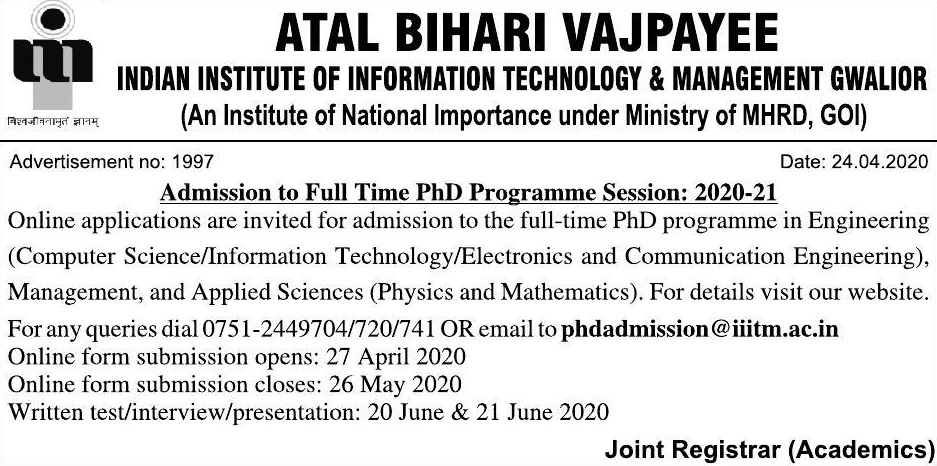 ATAL BIHARI VAJPAYEE
INDIAN INSTITUTE OF INFORMATION TECHNOLOGY & MANAGEMENT GWALIOR
(An Institute of National Importance under Ministry of MHRD, GOI)
विश्वजीवनामृतं ज्ञानम्
Advertisement no: 1997 Date: 24.04.2020
Admission to Full Time PhD Programme Session: 2020-21
Online applications are invited for admission to the full-time PhD programme in Engineering
(Computer Science/Information Technology/Electronics and Communication Engineering),
Management, and Applied Sciences (Physics and Mathematics). For details visit our website.
For any queries dial 0751-2449704/720/741 OR email to phdadmission@iiitm.ac.in
Online form submission opens: 27 April 2020
Online form submission closes: 26 May 2020
Written test/interview/presentation: 20 June & 21 June 2020
Joint Registrar (Academics)